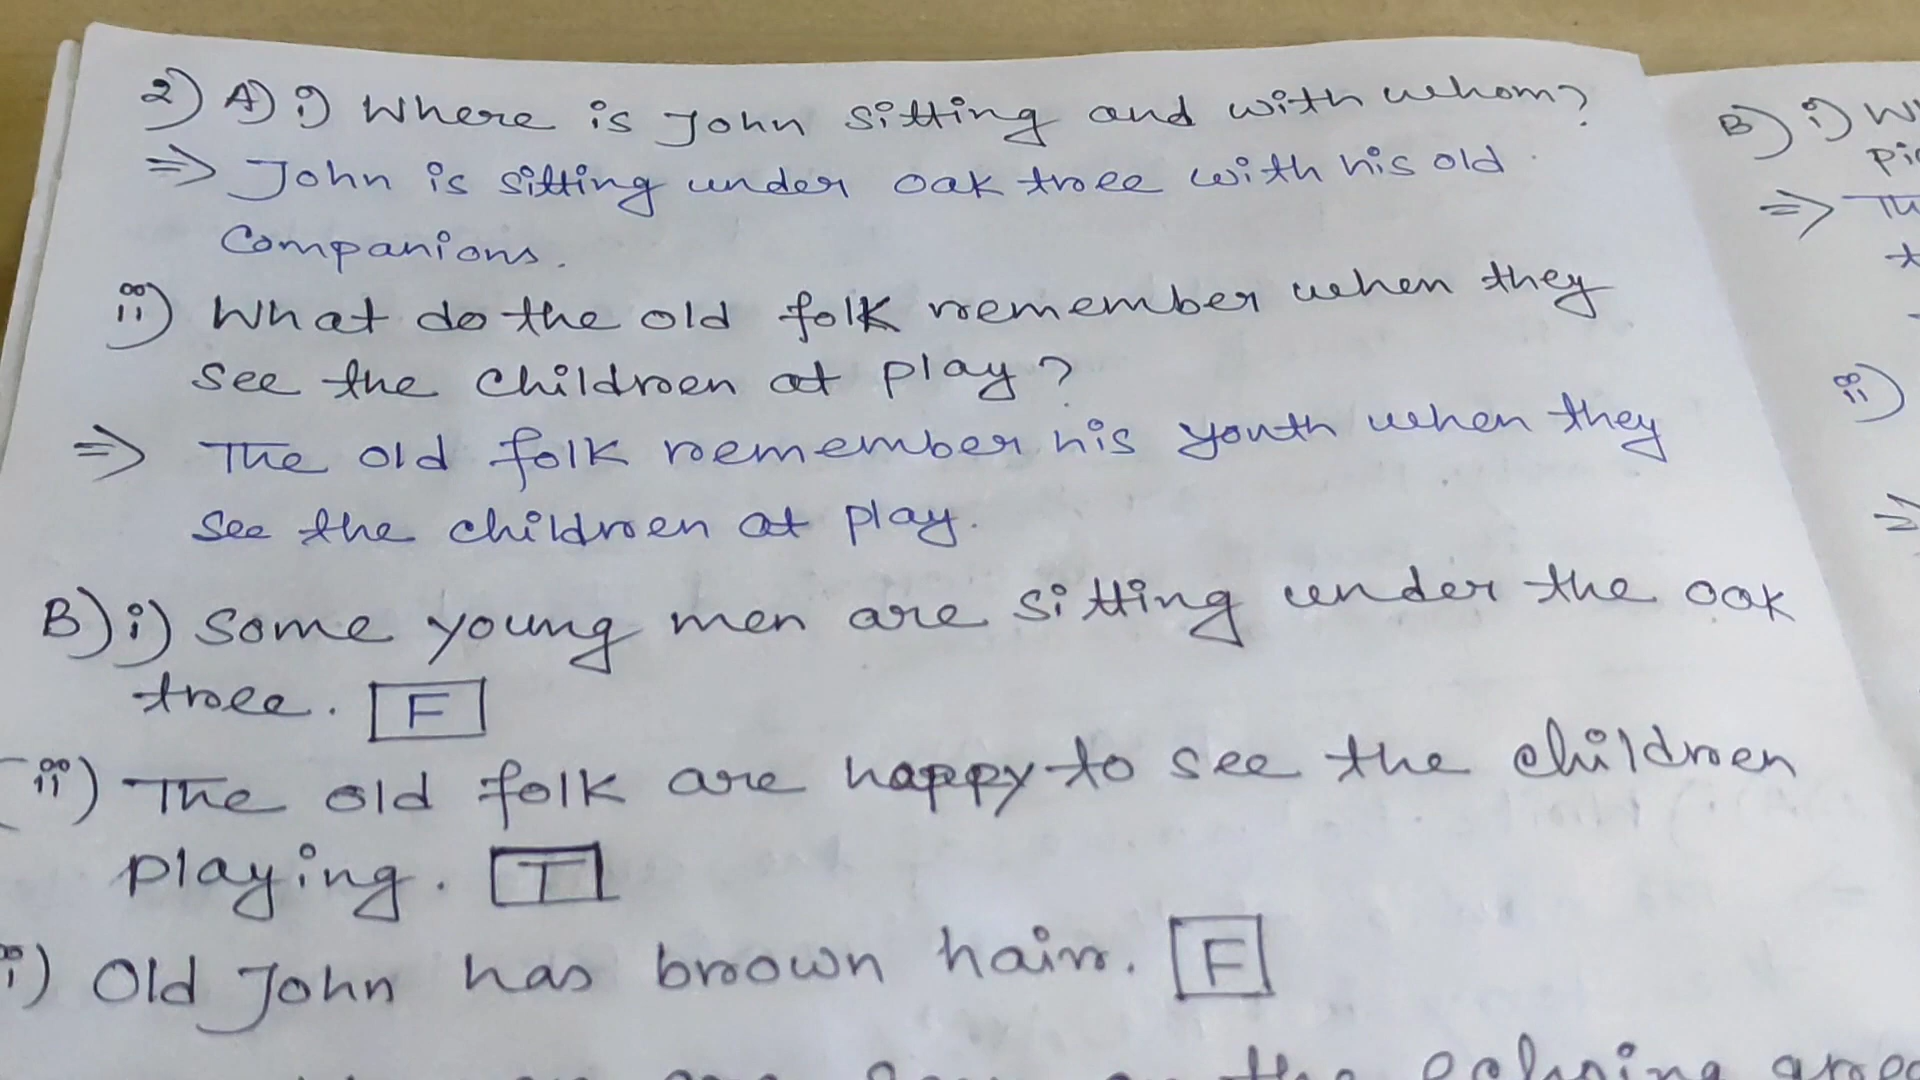 2) A) i) Where is John sitting and with whom?
=> John is sitting under oak tree with his old
Companions.
ii) What do the old folk remember when they
see the children at play?
=> The old folk remember his youth when they
see the children at play.
B) i) Some young men are sitting under the oak
tree. F
ii) The old folk are happy to see the children
playing. T
i) Old John has brown hair. F
the echoing
B) i)
=>
ii)
=>